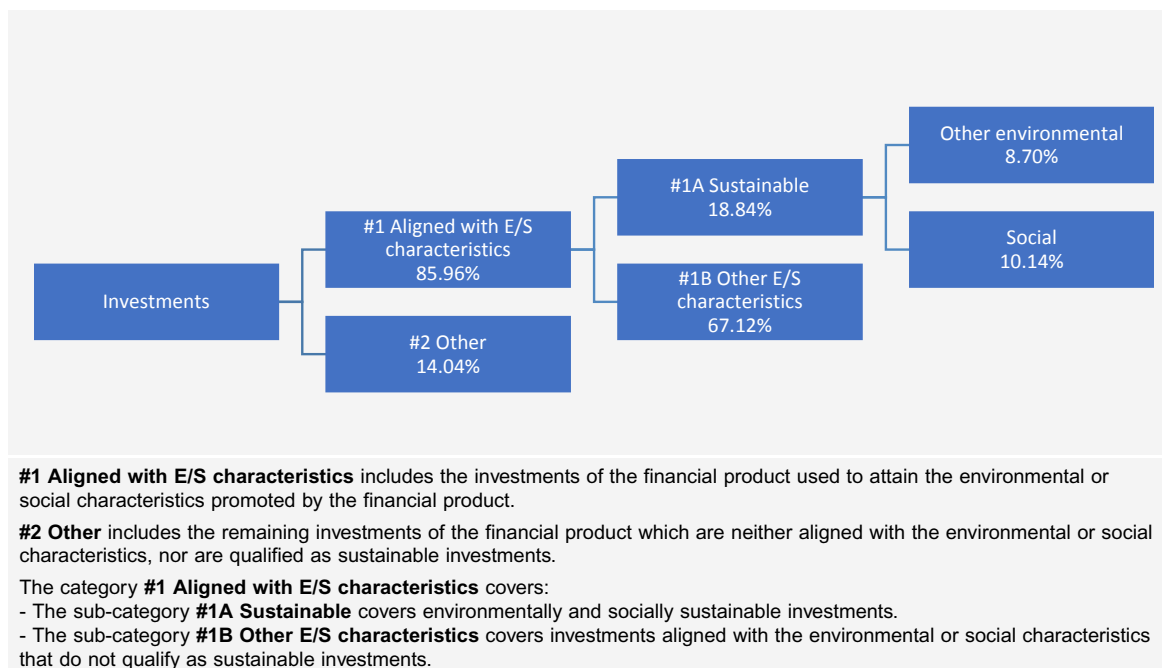 Investments
#1 Aligned with E/S
characteristics
85.96%
#2 Other
14.04%
#1A Sustainable
18.84%
#1B Other E/S
characteristics
67.12%
Other environmental
8.70%
Social
10.14%
#1 Aligned with E/S characteristics includes the investments of the financial product used to attain the environmental or
social characteristics promoted by the financial product.
#2 Other includes the remaining investments of the financial product which are neither aligned with the environmental or social
characteristics, nor are qualified as sustainable investments.
The category #1 Aligned with E/S characteristics covers:
- The sub-category #1A Sustainable covers environmentally and socially sustainable investments.
- The sub-category #1B Other E/S characteristics covers investments aligned with the environmental or social characteristics
that do not qualify as sustainable investments.